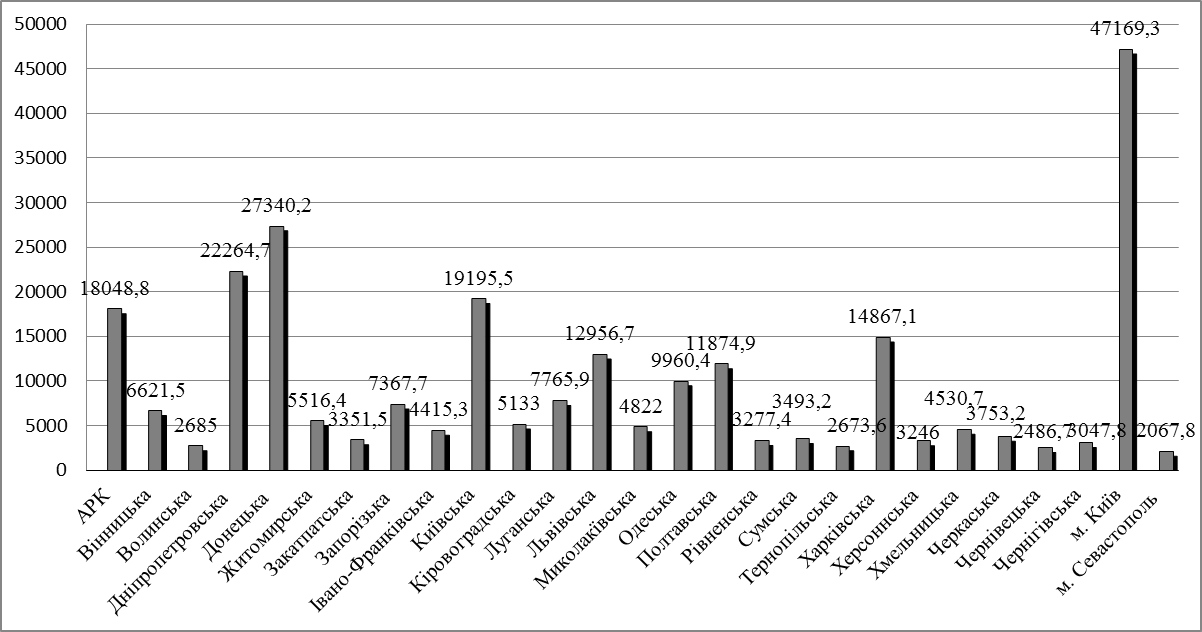 50000
45000
40000
35000
30000
25000
20000
15000
10000
5000
0
18048,8
6621,5
2685
22264,7
27340,2
5516,4
3351,5
7367,7
4415,3
19195,5
5133
7765,9
12956,7
4822
9960,4
11874,9
3277,4
3493,2
2673,6
14867,1
3246
4530,7
3753,2
2486,7
3047,8
47169,3
2067,8
АРК
Вінницька
Волинська
Дніпропетровська
Донецька
Житомирська
Закатпатська
Запорізька
Івано-Франківська
Київська
Кіровоградська
Луганська
Львівська
Миколаківська
Одеська
Полтавська
Рівненська
Сумська
Тернопільська
Харківська
Херсоннська
Хмельницька
Черкаська
Чернівецька
Чернігівська
м. Київ
м. Севастополь